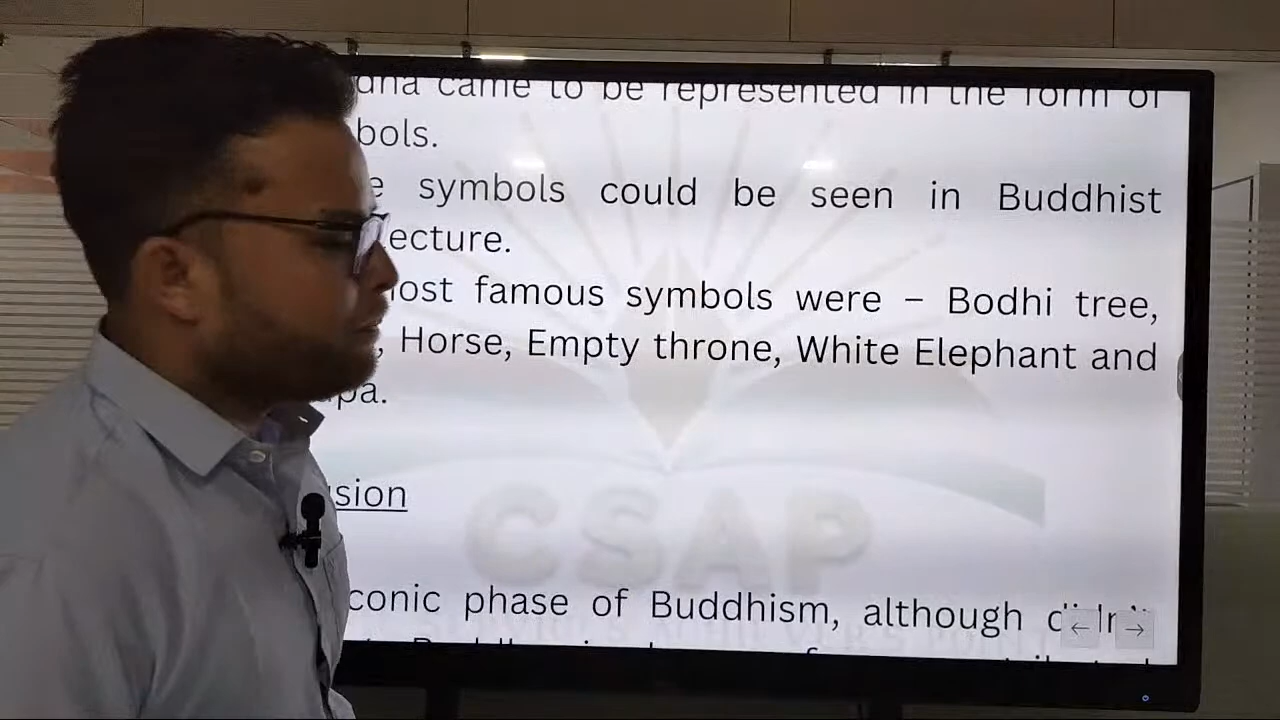 came to be represented in the form of
bols.
symbols could be seen in Buddhist
ecture.
ost famous symbols were – Bodhi tree,
, Horse, Empty throne, White Elephant and
pa.
sion
conic phase of Buddhism, although
CSAP